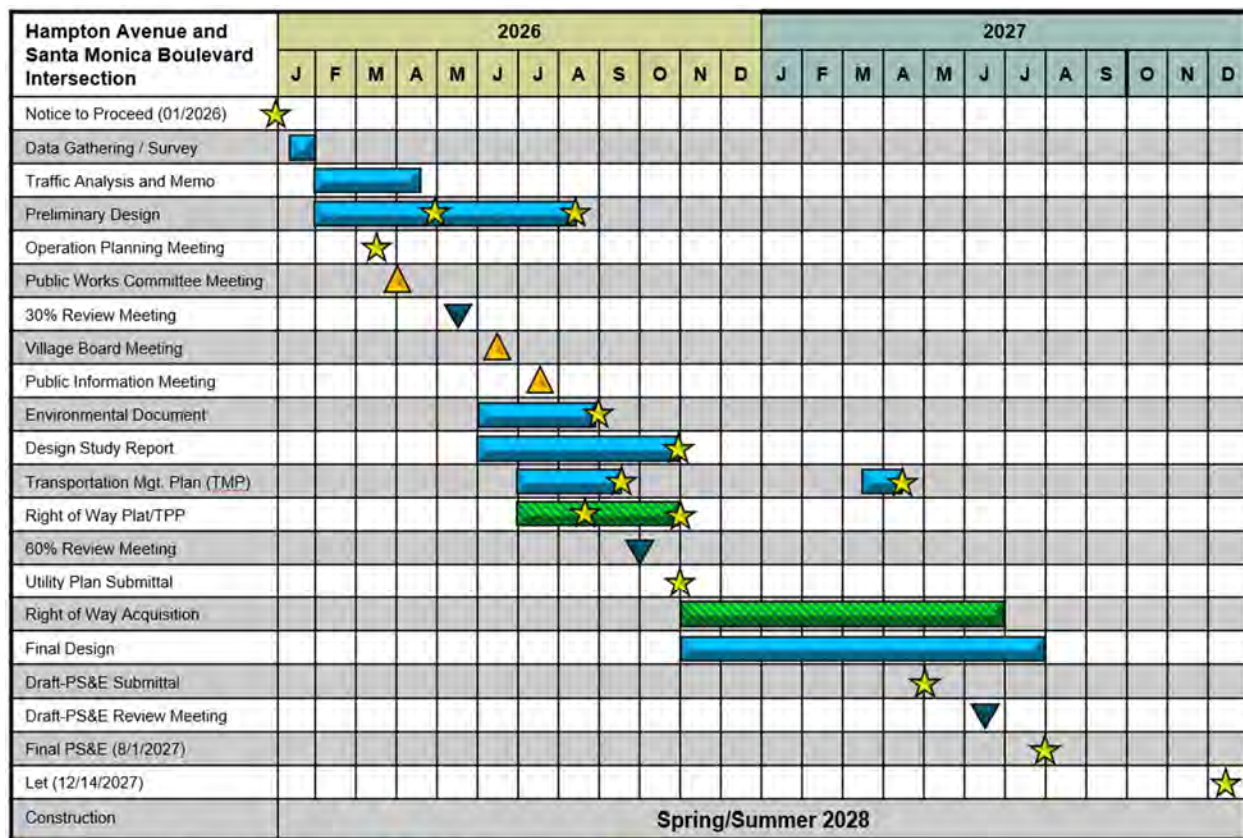 Hampton Avenue and
Santa Monica Boulevard
Intersection
2026
2027
J F M A M J J A S O N D J F M A M J J A S O N D
Notice to Proceed (01/2026)
Data Gathering / Survey
Traffic Analysis and Memo
Preliminary Design
Operation Planning Meeting
Public Works Committee Meeting
30% Review Meeting
Village Board Meeting
Public Information Meeting
Environmental Document
Design Study Report
Transportation Mgt. Plan (TMP)
Right of Way Plat/TPP
60% Review Meeting
Utility Plan Submittal
Right of Way Acquisition
Final Design
Draft-PS&E Submittal
Draft-PS&E Review Meeting
Final PS&E (8/1/2027)
Let (12/14/2027)
Construction
Spring/Summer 2028